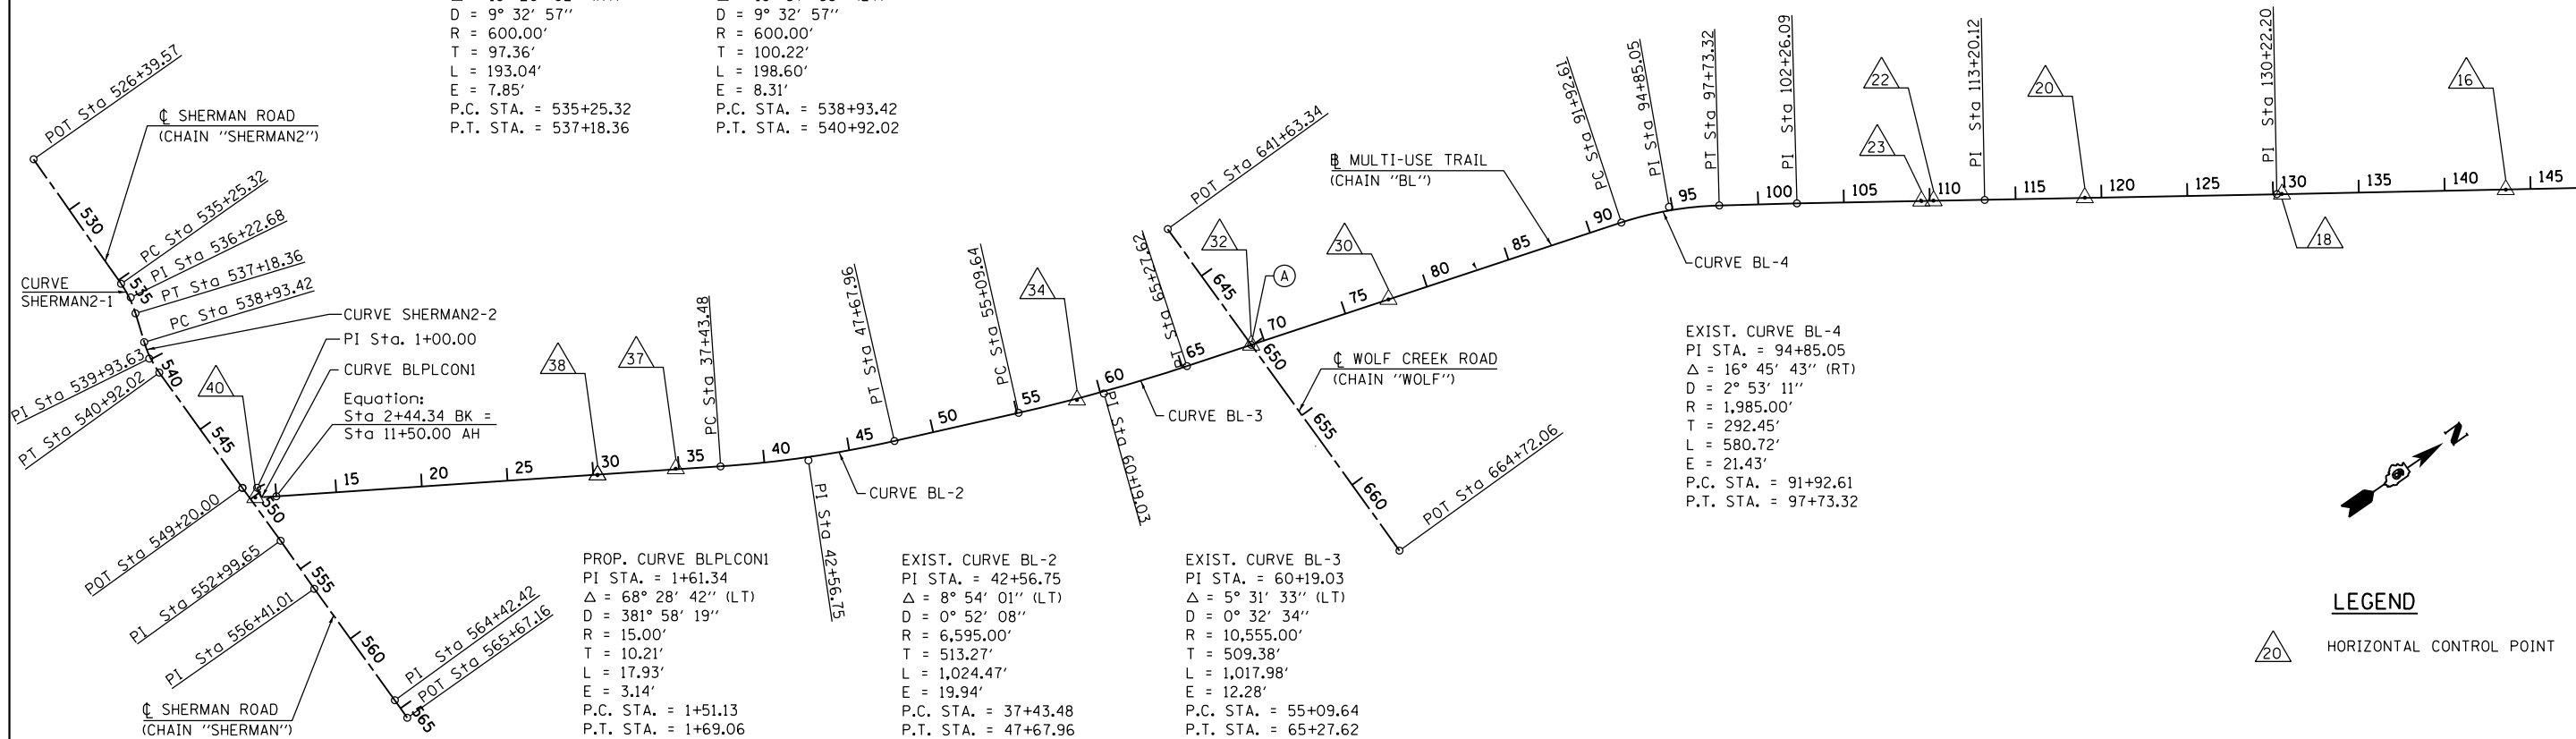 D = 9° 32′ 57′′
R = 600.00′
T = 97.36′
L = 193.04′
E = 7.85′
P.C. STA. = 535+25.32
P.T. STA. = 537+18.36
D = 9° 32′ 57′′
R = 600.00′
T = 100.22′
L = 198.60′
E = 8.31′
P.C. STA. = 538+93.42
P.T. STA. = 540+92.02
POT Sta 526+39.57
℄ SHERMAN ROAD
(CHAIN ″SHERMAN2″)
530
PC Sta 535+25.32
PI Sta 536+22.68
535
PT Sta 537+18.36
CURVE
SHERMAN2-1
PC Sta 538+93.42
CURVE SHERMAN2-2
PI Sta. 1+00.00
CURVE BLPLCON1
Equation:
Sta 2+44.34 BK =
Sta 11+50.00 AH
PI Sta 539+93.63
540
PT Sta 540+92.02
40
545
POT Sta 549+20.00
550
PI Sta 552+99.65
555
PI Sta 556+41.01
560
PI Sta 564+42.42
POT Sta 565+67.16
565
℄ SHERMAN ROAD
(CHAIN ″SHERMAN″)
15
20
25
38
30
37
35
PC Sta 37+43.48
40
PI Sta 42+56.75
45
PT Sta 47+67.96
CURVE BL-2
50
PC Sta 55+09.64
55
34
60
PI Sta 60+19.03
CURVE BL-3
PT Sta 65+27.62
65
POT Sta 641+63.34
645
32
A
70
650
30
75
℄ WOLF CREEK ROAD
(CHAIN ″WOLF″)
655
660
POT Sta 664+72.06
80
B MULTI-USE TRAIL
(CHAIN ″BL″)
85
90
PC Sta 91+92.61
PI Sta 94+85.05
95
CURVE BL-4
PT Sta 97+73.32
100
PI Sta 102+26.09
105
22
23
110
PI Sta 113+20.12
115
20
120
125
PI Sta 130+22.20
130
18
135
140
16
145
PROP. CURVE BLPLCON1
PI STA. = 1+61.34
Δ = 68° 28′ 42′′ (LT)
D = 381° 58′ 19′′
R = 15.00′
T = 10.21′
L = 17.93′
E = 3.14′
P.C. STA. = 1+51.13
P.T. STA. = 1+69.06
EXIST. CURVE BL-2
PI STA. = 42+56.75
Δ = 8° 54′ 01′′ (LT)
D = 0° 52′ 08′′
R = 6,595.00′
T = 513.27′
L = 1,024.47′
E = 19.94′
P.C. STA. = 37+43.48
P.T. STA. = 47+67.96
EXIST. CURVE BL-3
PI STA. = 60+19.03
Δ = 5° 31′ 33′′ (LT)
D = 0° 32′ 34′′
R = 10,555.00′
T = 509.38′
L = 1,017.98′
E = 12.28′
P.C. STA. = 55+09.64
P.T. STA. = 65+27.62
EXIST. CURVE BL-4
PI STA. = 94+85.05
Δ = 16° 45′ 43′′ (RT)
D = 2° 53′ 11′′
R = 1,985.00′
T = 292.45′
L = 580.72′
E = 21.43′
P.C. STA. = 91+92.61
P.T. STA. = 97+73.32
N
LEGEND
20
HORIZONTAL CONTROL POINT